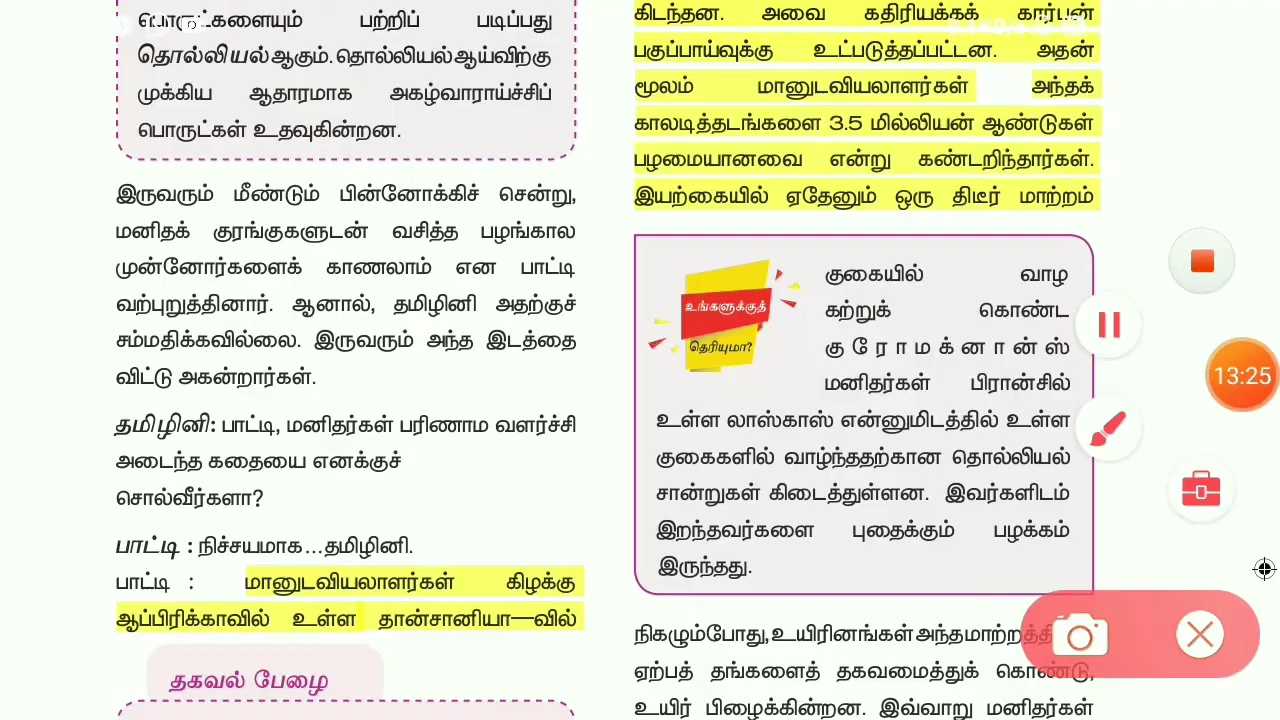 பொருட்களையும் பற்றிப் படிப்பது
தொல்லியல் ஆகும். தொல்லியல் ஆய்விற்கு
முக்கிய ஆதாரமாக அகழ்வாராய்ச்சிப்
பொருட்கள் உதவுகின்றன.
இருவரும் மீண்டும் பின்னோக்கிச் சென்று,
மனிதக் குரங்குகளுடன் வசித்த பழங்கால
முன்னோர்களைக் காணலாம் என பாட்டி
வற்புறுத்தினார். ஆனால், தமிழினி அதற்குச்
சம்மதிக்கவில்லை. இருவரும் அந்த இடத்தை
விட்டு அகன்றார்கள்.
தமிழினி: பாட்டி, மனிதர்கள் பரிணாம வளர்ச்சி
அடைந்த கதையை எனக்குச்
சொல்வீர்களா?
பாட்டி : நிச்சயமாக...தமிழினி.
பாட்டி : மானுடவியலாளர்கள் கிழக்கு
ஆப்பிரிக்காவில் உள்ள தான்சானியா—வில்
தகவல் பேழை
கிடந்தன. அவை கதிரியக்கக் கார்பன்
பகுப்பாய்வுக்கு உட்படுத்தப்பட்டன. அதன்
மூலம் மானுடவியலாளர்கள் அந்தக்
காலடித்தடங்களை 3.5 மில்லியன் ஆண்டுகள்
பழமையானவை என்று கண்டறிந்தார்கள்.
இயற்கையில் ஏதேனும் ஒரு திடீர் மாற்றம்
உங்களுக்குத்
தெரியுமா?
குகையில் வாழ
கற்றுக் கொண்ட
குரோமக்னான்ஸ்
மனிதர்கள் பிரான்சில்
உள்ள லாஸ்காஸ் என்னுமிடத்தில் உள்ள
குகைகளில் வாழ்ந்ததற்கான தொல்லியல்
சான்றுகள் கிடைத்துள்ளன. இவர்களிடம்
இறந்தவர்களை புதைக்கும் பழக்கம்
இருந்தது.
நிகழும்போது, உயிரினங்கள் அந்த
ஏற்பத் தங்களைத் தகவமைத்துக் கொண்டு,
உயிர் பிழைக்கின்றன. இவ்வாறு மனிதர்கள்
13:25